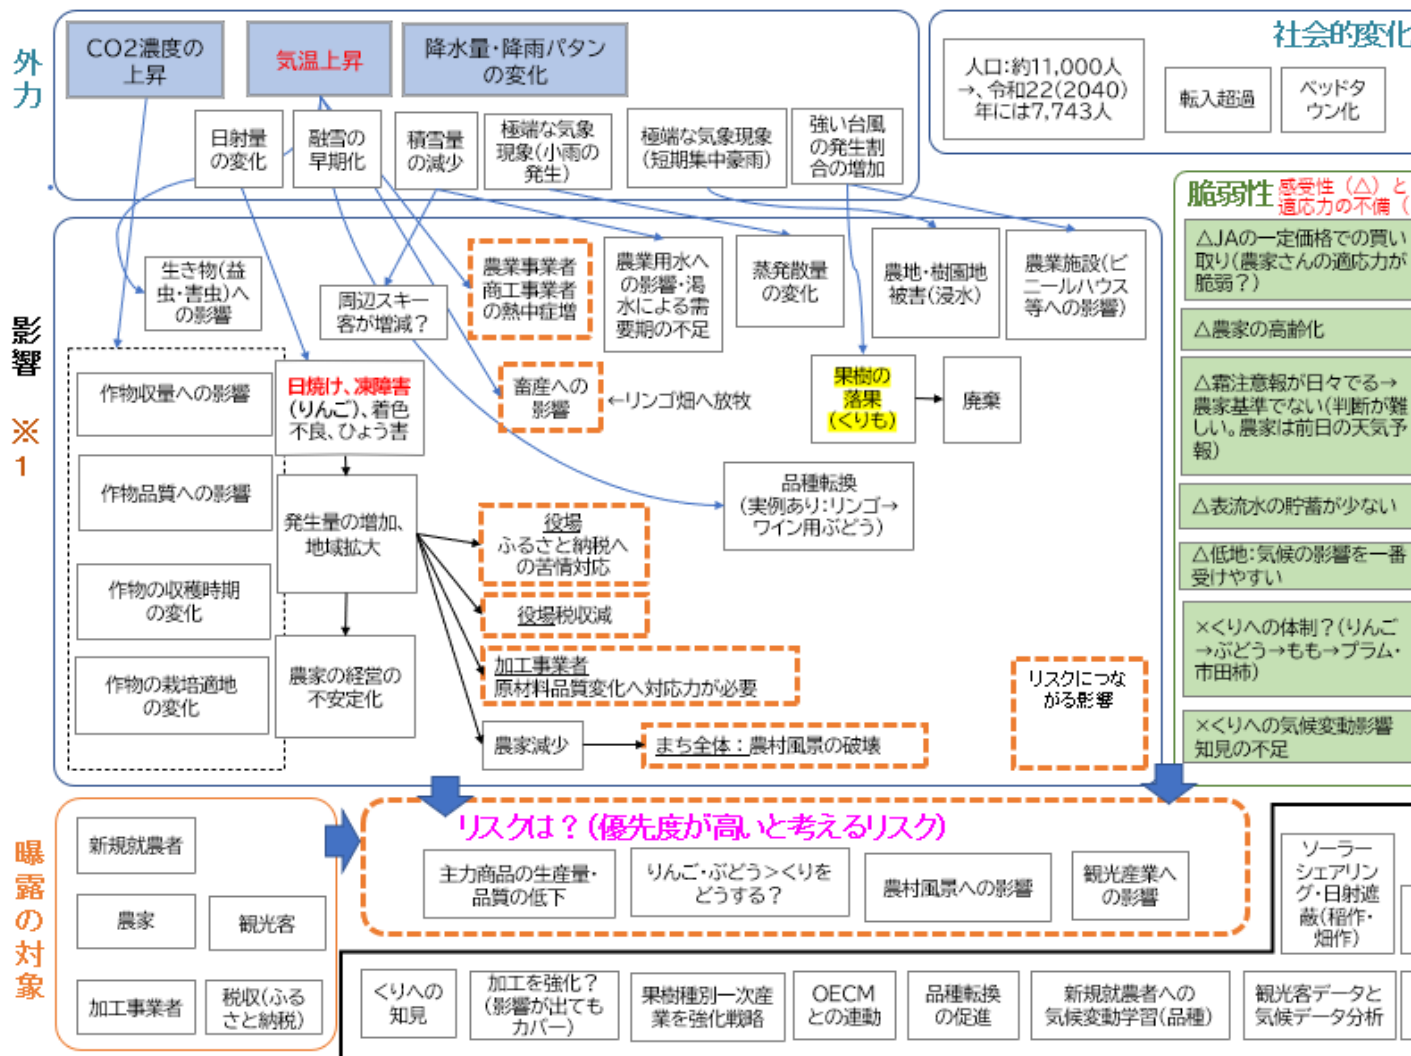 外力
CO2濃度の
上昇
気温上昇
降水量・降雨パタン
の変化
日射量
の変化
融雪の
早期化
積雪量
の減少
極端な気象
現象(小雨の
発生)
極端な気象現象
(短期集中豪雨)
強い台風
の発生割
合の増加
社会的変化
人口:約11,000人
→、令和22(2040)
年には7,743人
転入超過
ベッドタ
ウン化
影響
※1
生き物(益
虫・害虫)へ
の影響
周辺スキー
客が増減?
農業事業者
商工事業者
の熱中症増
農業用水へ
の影響・渇
水による需
要期の不足
蒸発散量
の変化
農地・樹園地
被害(浸水)
農業施設(ビ
ニールハウス
等への影響)
作物収量への影響
作物品質への影響
作物の収穫時期
の変化
作物の栽培適地
の変化
日焼け、凍障害
(りんご)、着色
不良、ひょう害
発生量の増加、
地域拡大
農家の経営の
不安定化
畜産への
影響
←リンゴ畑へ放牧
果樹の
落果
(くりも)
廃棄
品種転換
(実例あり:リンゴ→
ワイン用ぶどう)
役場
ふるさと納税へ
の苦情対応
役場税収減
加工事業者
原材料品質変化へ対応力が必要
農家減少
まち全体:農村風景の破壊
リスクにつな
がる影響
脆弱性
感受性(△)と
適応力の不備(
△JAの一定価格での買い
取り(農家さんの適応力が
脆弱?)
△農家の高齢化
△霜注意報が日々でる→
農家基準でない(判断が難
しい。農家は前日の天気予
報)
△表流水の貯蓄が少ない
△低地:気候の影響を一番
受けやすい
×くりへの体制?(りんご
→ぶどう→もも→プラム・
市田柿)
×くりへの気候変動影響
知見の不足
曝露の対象
新規就農者
農家
観光客
加工事業者
税収(ふる
さと納税)
リスクは?(優先度が高いと考えるリスク)
主力商品の生産量・
品質の低下
りんご・ぶどう>くりを
どうする?
農村風景への影響
観光産業へ
の影響
ソーラー
シェアリン
グ・日射遮
蔽(稲作・
畑作)
くりへの
知見
加工を強化?
(影響が出ても
カバー)
果樹種別一次産
業を強化戦略
OECM
との連動
品種転換
の促進
新規就農者への
気候変動学習(品種)
観光客データと
気候データ分析